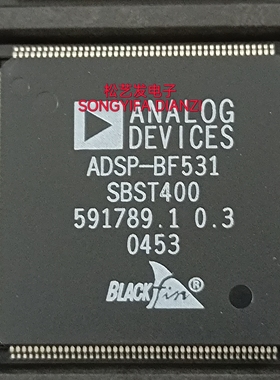 松艺发电子
SONGYIFA DIANZI
ANALOG
DEVICES
ADSP-BF531
SBST400
591789.1 0.3
0453
BLACKfin®